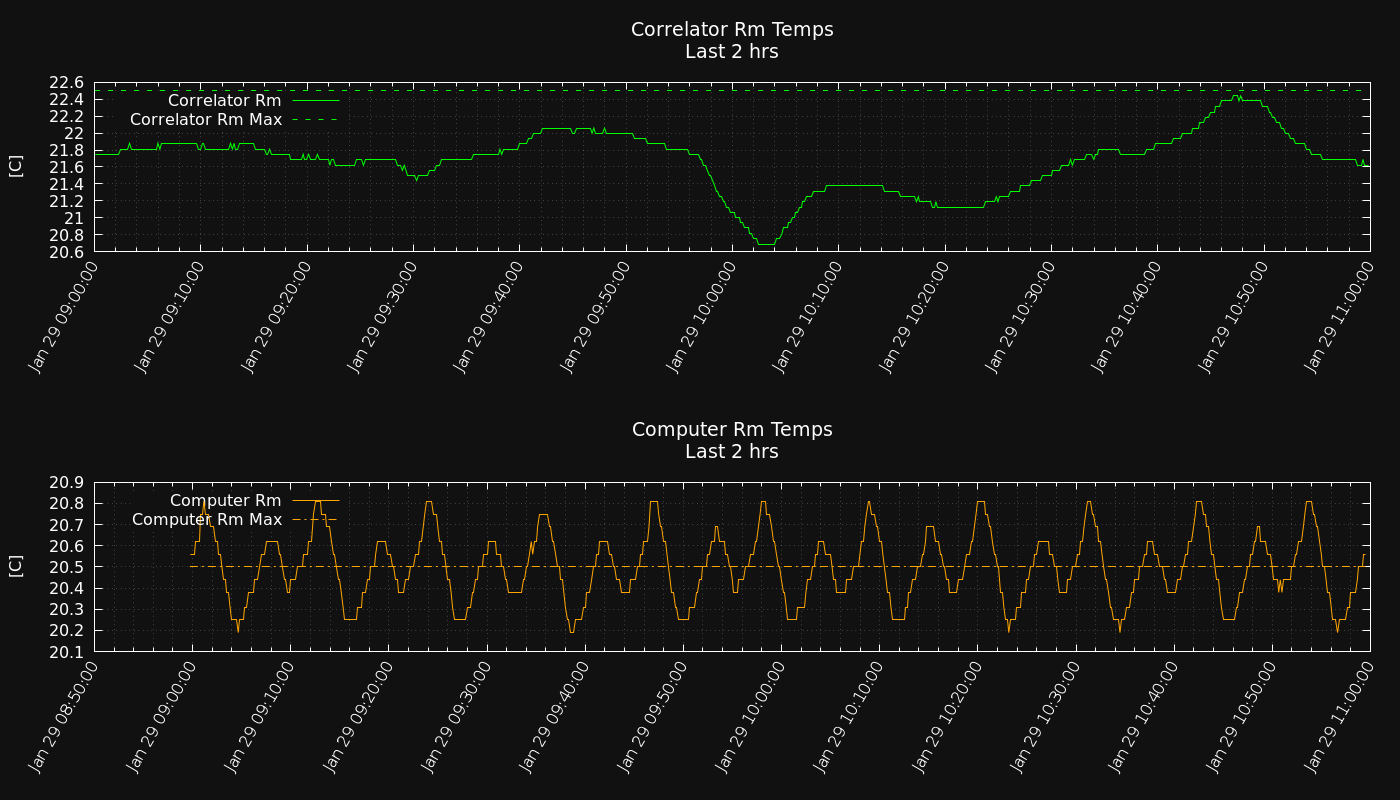 Correlator Rm Temps
Last 2 hrs
22.6
22.4
22.2
22
21.8
21.6
21.4
21.2
21
20.8
20.6
[C]
Correlator Rm
Correlator Rm Max
Jan 29 09:00:00
Jan 29 09:10:00
Jan 29 09:20:00
Jan 29 09:30:00
Jan 29 09:40:00
Jan 29 09:50:00
Jan 29 10:00:00
Jan 29 10:10:00
Jan 29 10:20:00
Jan 29 10:30:00
Jan 29 10:40:00
Jan 29 10:50:00
Jan 29 11:00:00
Computer Rm Temps
Last 2 hrs
20.9
20.8
20.7
20.6
20.5
20.4
20.3
20.2
20.1
[C]
Computer Rm
Computer Rm Max
Jan 29 08:50:00
Jan 29 09:00:00
Jan 29 09:10:00
Jan 29 09:20:00
Jan 29 09:30:00
Jan 29 09:40:00
Jan 29 09:50:00
Jan 29 10:00:00
Jan 29 10:10:00
Jan 29 10:20:00
Jan 29 10:30:00
Jan 29 10:40:00
Jan 29 10:50:00
Jan 29 11:00:00